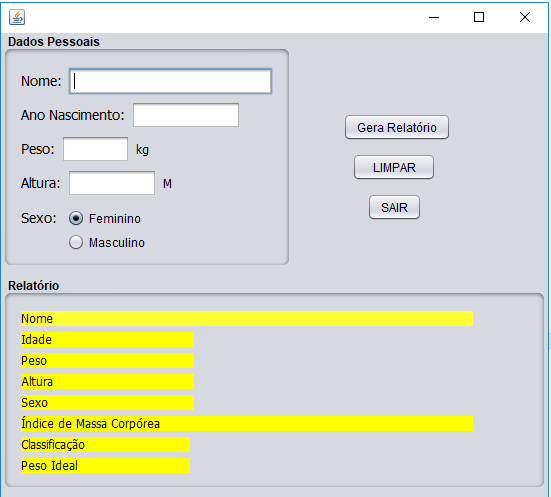 Dados Pessoais
Nome:
Ano Nascimento:
Gera Relatório
Peso: kg
LIMPAR
Altura: M
SAIR
Sexo: Feminino
Masculino
Relatório
Nome
Idade
Peso
Altura
Sexo
Índice de Massa Corpórea
Classificação
Peso Ideal